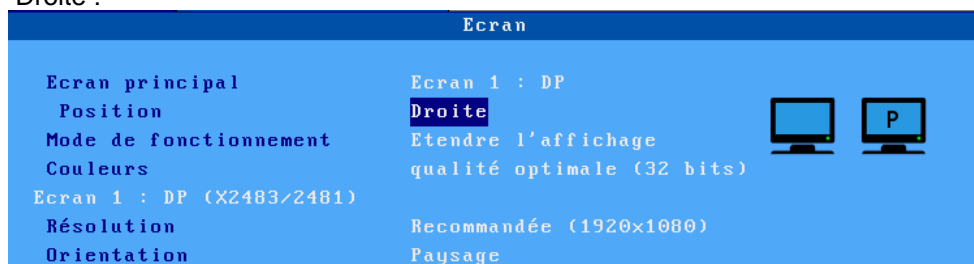 Droite :
Ecran
Ecran principal Ecran 1 : DP
Position Droite
P
Mode de fonctionnement Etendre l'affichage
Couleurs qualité optimale (32 bits)
Ecran 1 : DP (X2483/2481)
Résolution Recommandée (1920x1080)
Orientation Paysage